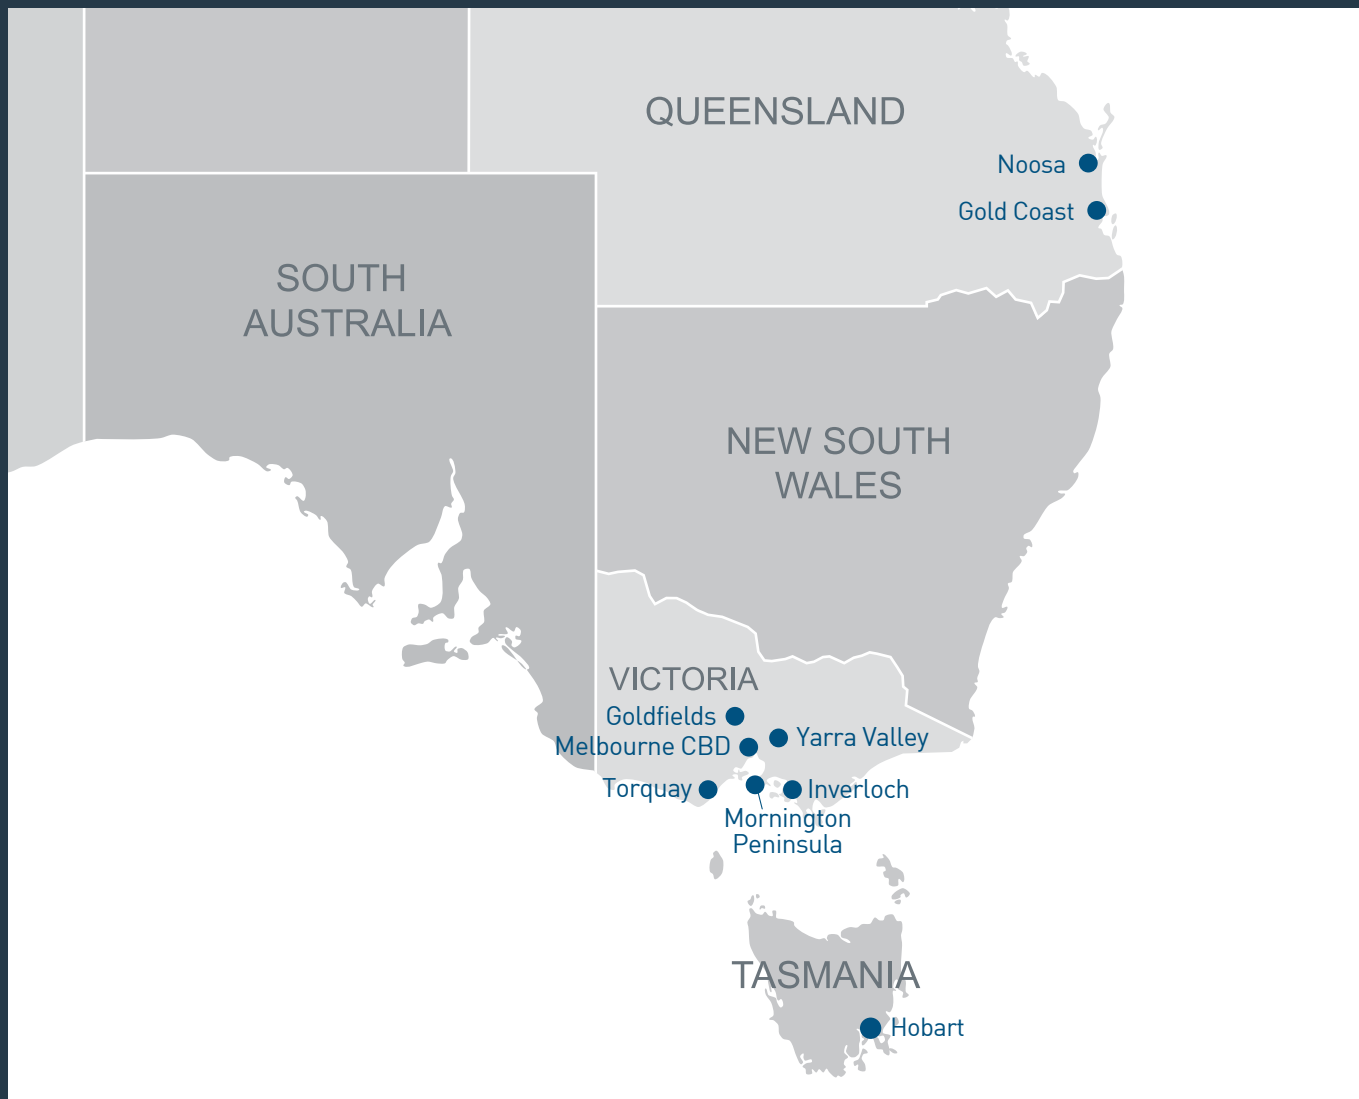 QUEENSLAND
Noosa
Gold Coast
SOUTH
AUSTRALIA
NEW SOUTH
WALES
VICTORIA
Goldfields
Yarra Valley
Melbourne CBD
Torquay
Inverloch
Mornington
Peninsula
TASMANIA
Hobart